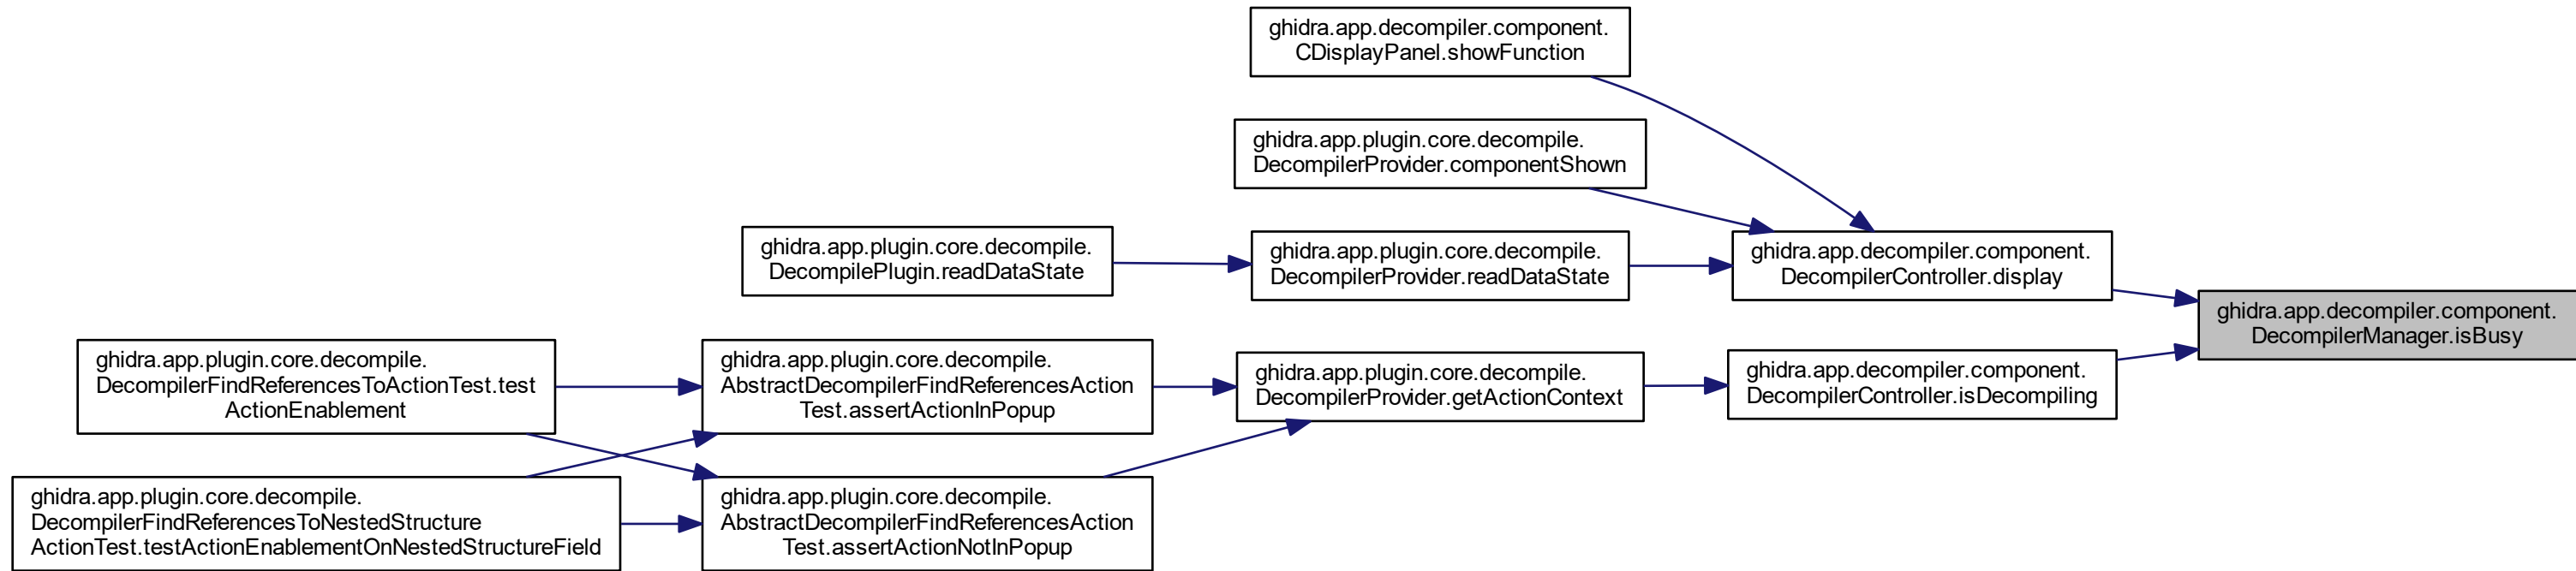 ghidra.app.decompiler.component.
CDisplayPanel.showFunction
ghidra.app.plugin.core.decompile.
DecompilerProvider.componentShown
ghidra.app.plugin.core.decompile.
DecompilePlugin.readDataState
ghidra.app.plugin.core.decompile.
DecompilerProvider.readDataState
ghidra.app.decompiler.component.
DecompilerController.display
ghidra.app.decompiler.component.
DecompilerManager.isBusy
ghidra.app.plugin.core.decompile.
DecompilerFindReferencesToActionTest.test
ActionEnablement
ghidra.app.plugin.core.decompile.
AbstractDecompilerFindReferencesAction
Test.assertActionInPopup
ghidra.app.plugin.core.decompile.
DecompilerProvider.getActionContext
ghidra.app.decompiler.component.
DecompilerController.isDecompiling
ghidra.app.plugin.core.decompile.
DecompilerFindReferencesToNestedStructure
ActionTest.testActionEnablementOnNestedStructureField
ghidra.app.plugin.core.decompile.
AbstractDecompilerFindReferencesAction
Test.assertActionNotInPopup